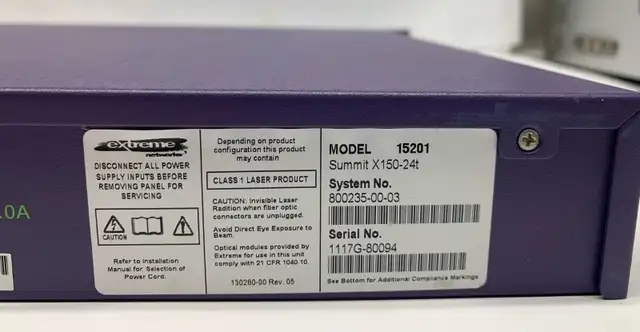 .0A
extreme
networks
DISCONNECT ALL POWER
SUPPLY INPUTS BEFORE
REMOVING PANEL FOR
SERVICING
CAUTION
Refer to Installation
Manual for Selection of
Power Cord.
Depending on product
configuration this product
may contain
CLASS 1 LASER PRODUCT
CAUTION: Invisible Laser
Radition when fiber optic
connectors are unplugged.
Avoid Direct Eye Exposure to
Beam.
Optical modules provided by
Extreme for use in this unit
comply with 21 CFR 1040.10.
130280-00 Rev. 05
MODEL 15201
Summit X150-24t
System No.
800235-00-03
Serial No.
1117G-80094
See Bottom for Additional Compliance Markings